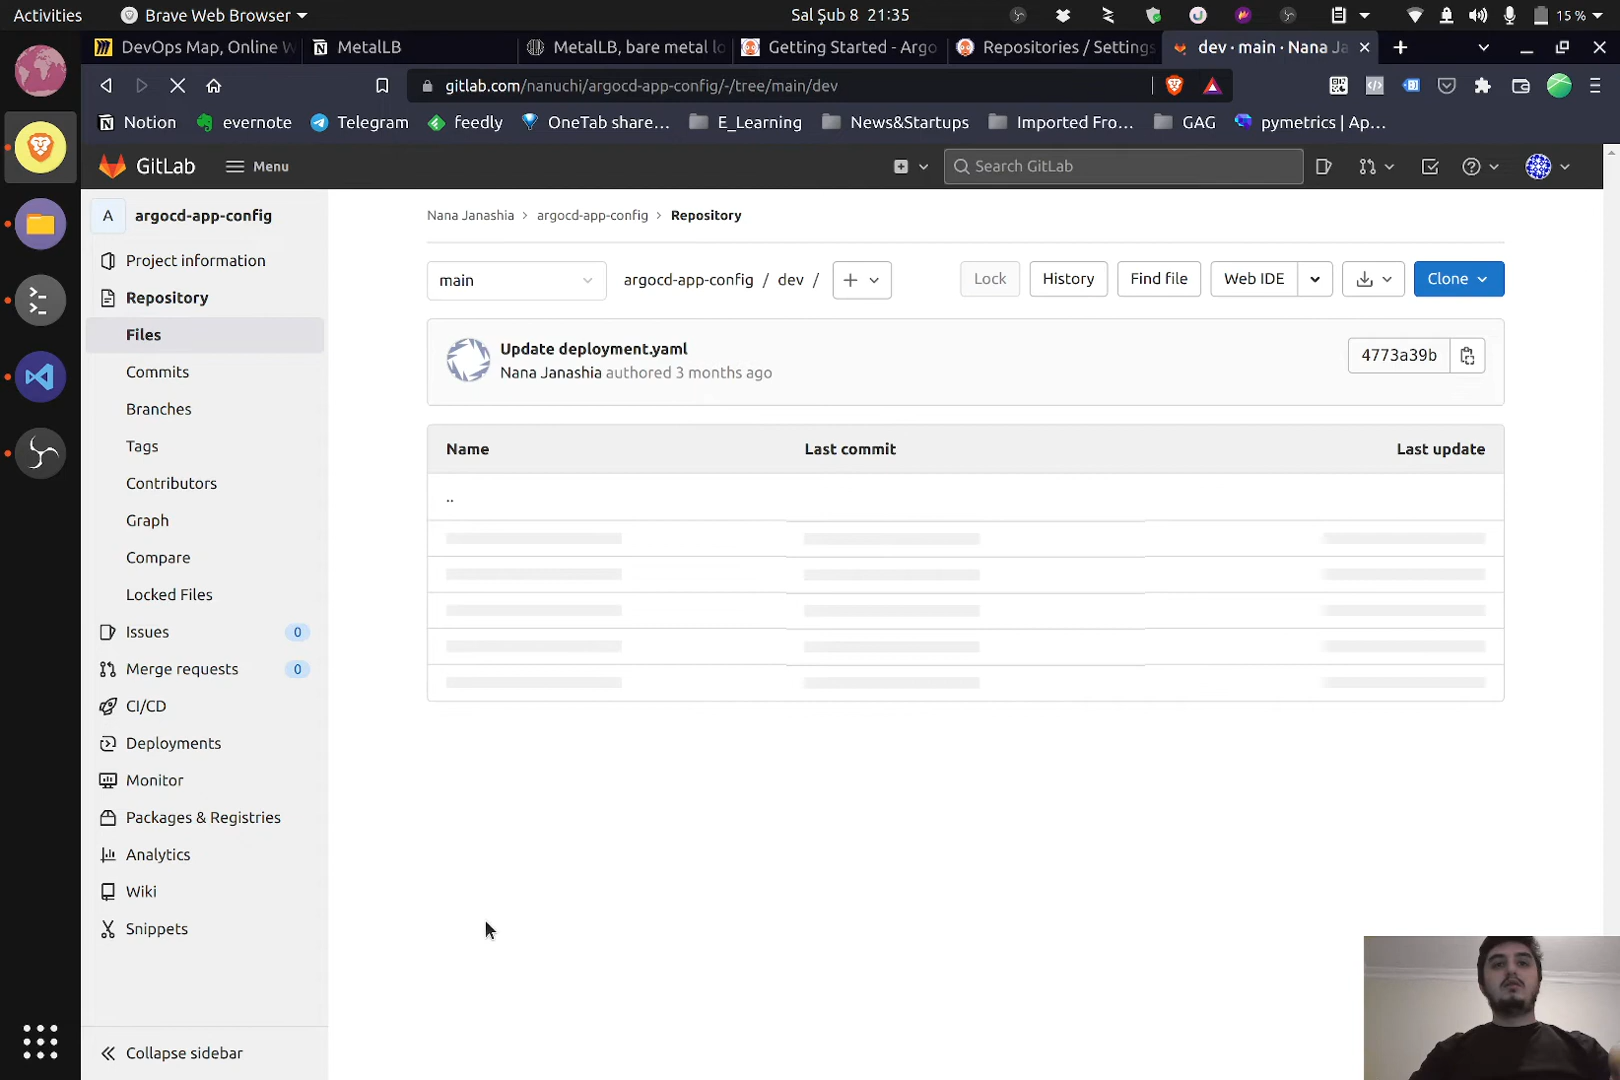 Activities
Brave Web Browser
Sal Şub 8 21:35
15 %
DevOps Map, Online W
MetalLB
MetalLB, bare metal lo
Getting Started - Argo
Repositories / Settings
dev · main · Nana Ja
gitlab.com/nanuchi/argocd-app-config/-/tree/main/dev
Notion
evernote
Telegram
feedly
OneTab share...
E_Learning
News&Startups
Imported Fro...
GAG
pymetrics | Ap...
GitLab
Menu
Search GitLab
A
argocd-app-config
Project information
Repository
Files
Commits
Branches
Tags
Contributors
Graph
Compare
Locked Files
Issues 0
Merge requests 0
CI/CD
Deployments
Monitor
Packages & Registries
Analytics
Wiki
Snippets
Collapse sidebar
Nana Janashia > argocd-app-config > Repository
main
argocd-app-config / dev /
Lock
History
Find file
Web IDE
Clone
Update deployment.yaml
Nana Janashia authored 3 months ago
4773a39b
Name Last commit Last update
..